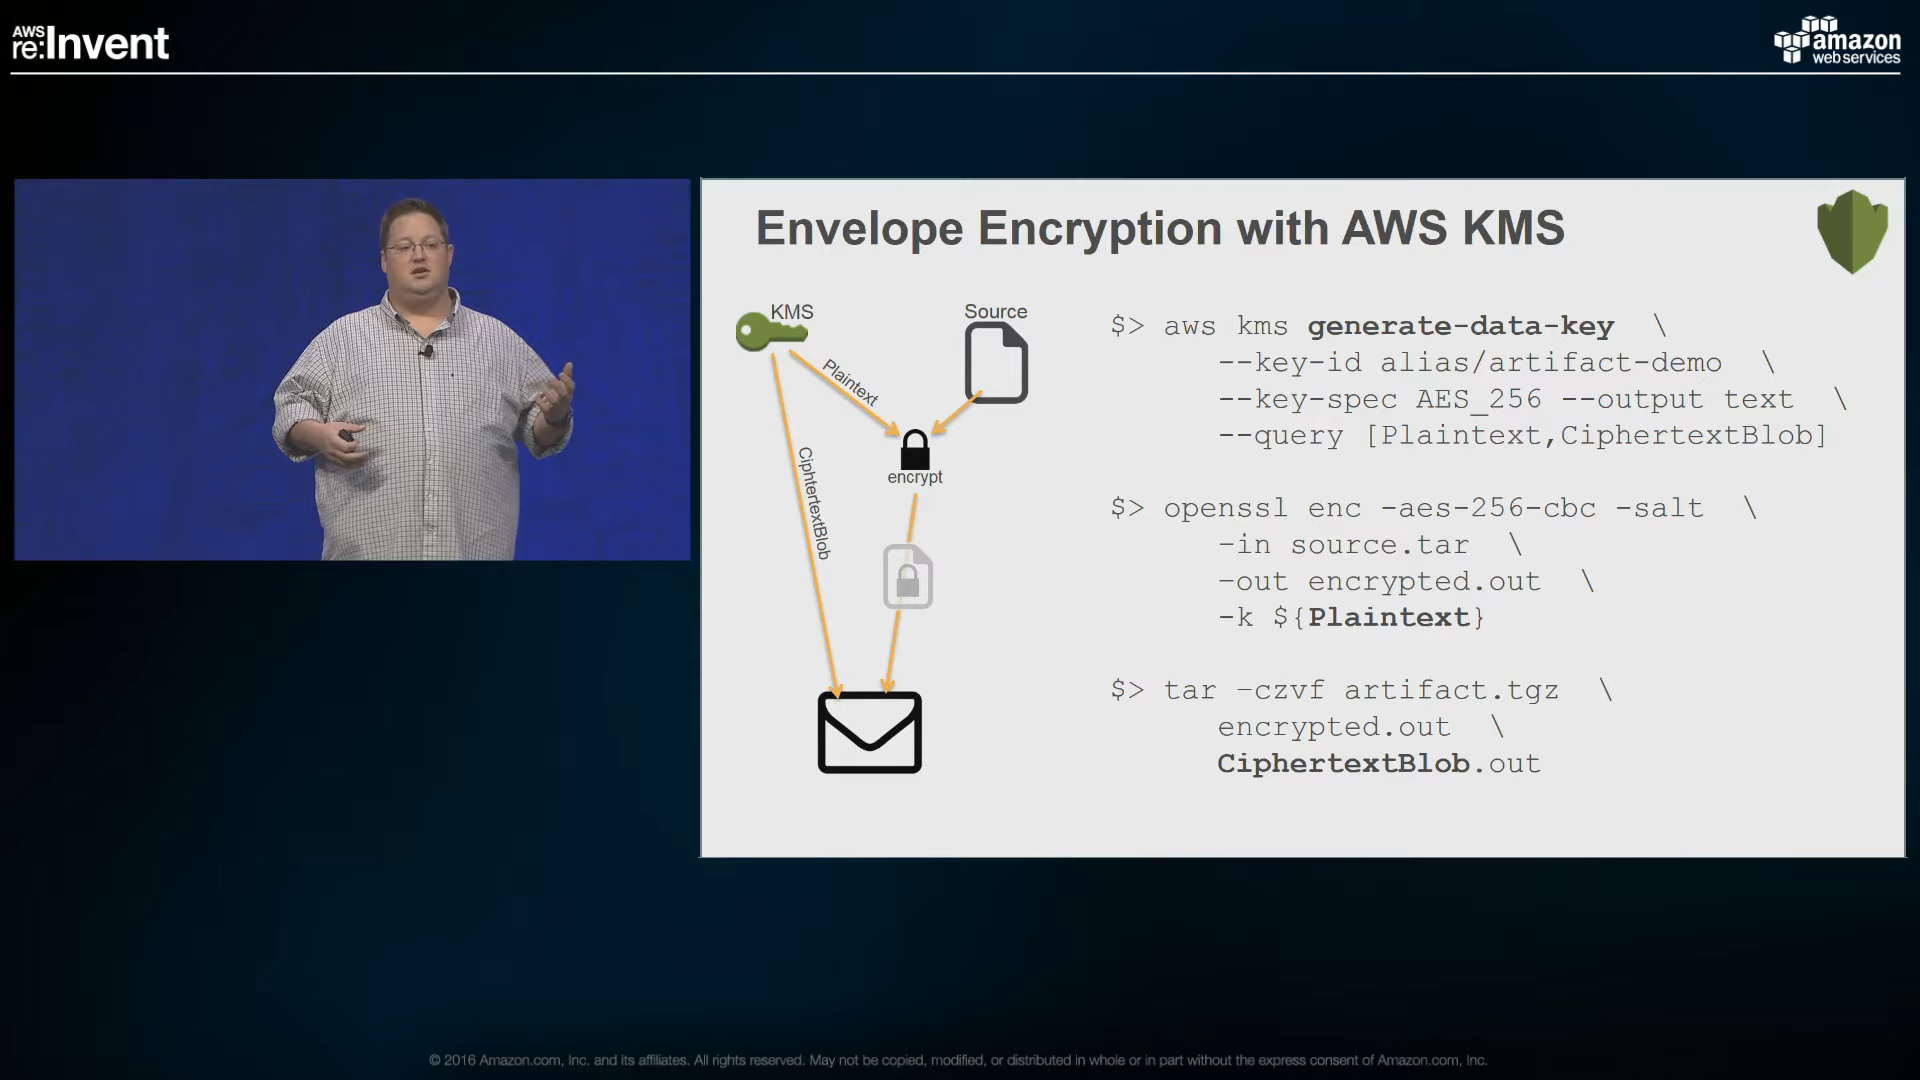 AWS
re:Invent
amazon
web services
Envelope Encryption with AWS KMS
KMS
Source
Plaintext
encrypt
CiphtertextBlob
$> aws kms generate-data-key \
--key-id alias/artifact-demo \
--key-spec AES_256 --output text \
--query [Plaintext,CiphertextBlob]
$> openssl enc -aes-256-cbc -salt \
-in source.tar \
-out encrypted.out \
-k ${Plaintext}
$> tar -czvf artifact.tgz \
encrypted.out \
CiphertextBlob.out
© 2016 Amazon.com, Inc. and its affiliates. All rights reserved. May not be copied, modified, or distributed in whole or in part without the express consent of Amazon.com, Inc.